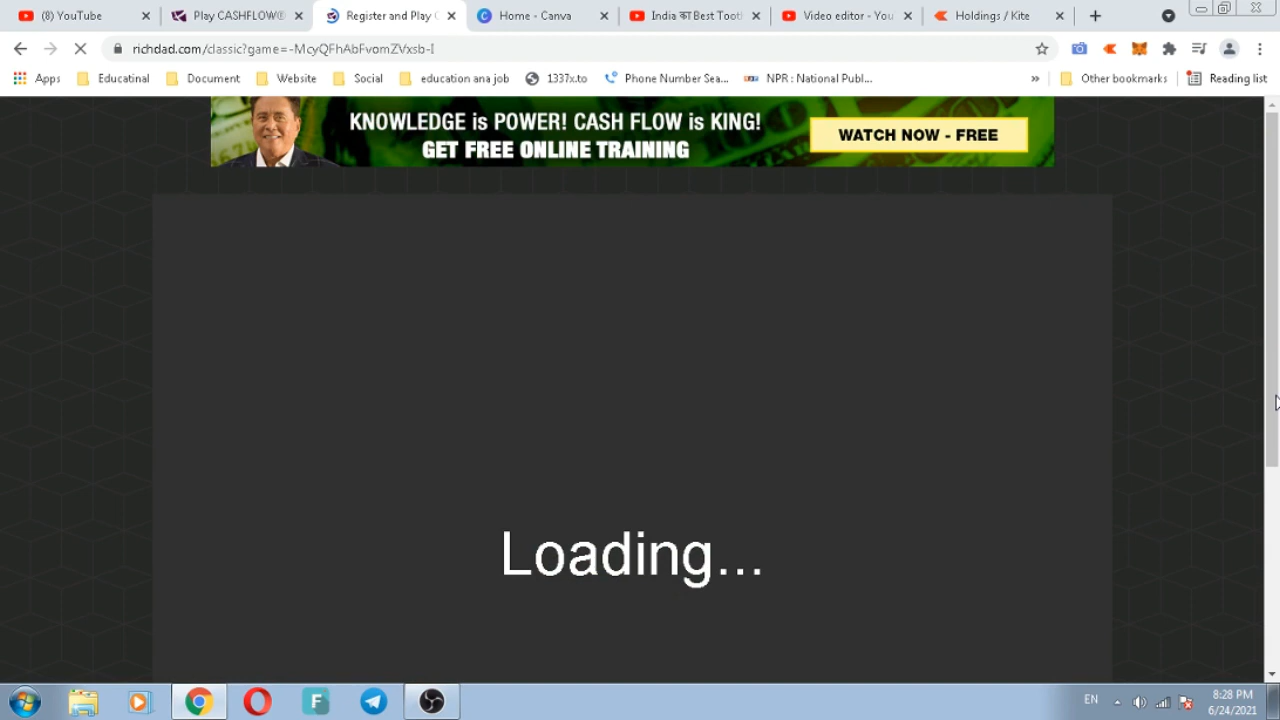 (8) YouTube
Play CASHFLOW®
Register and Play C
Home - Canva
India का Best Toot
Video editor - You
Holdings / Kite
richdad.com/classic?game=-McyQFhAbFvomZVxsb-I
Apps
Educatinal
Document
Website
Social
education ana job
1337x.to
Phone Number Sea...
NPR : National Publ...
»
Other bookmarks
Reading list
KNOWLEDGE is POWER! CASH FLOW is KING!
GET FREE ONLINE TRAINING
WATCH NOW - FREE
Loading...
EN
8:28 PM
6/24/2021